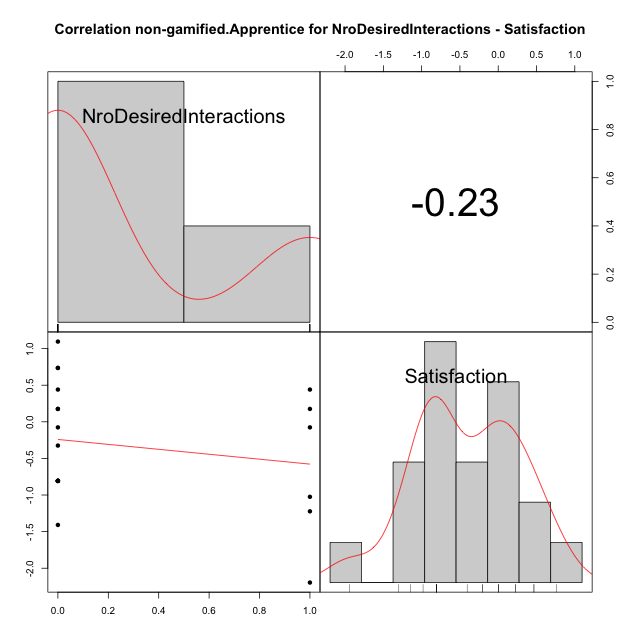 Correlation non-gamified.Apprentice for NroDesiredInteractions - Satisfaction
-2.0 -1.5 -1.0 -0.5 0.0 0.5 1.0
NroDesiredInteractions
-0.23
0.0 0.2 0.4 0.6 0.8 1.0
-2.0 -1.5 -1.0 -0.5 0.0 0.5 1.0
Satisfaction
0.0 0.2 0.4 0.6 0.8 1.0